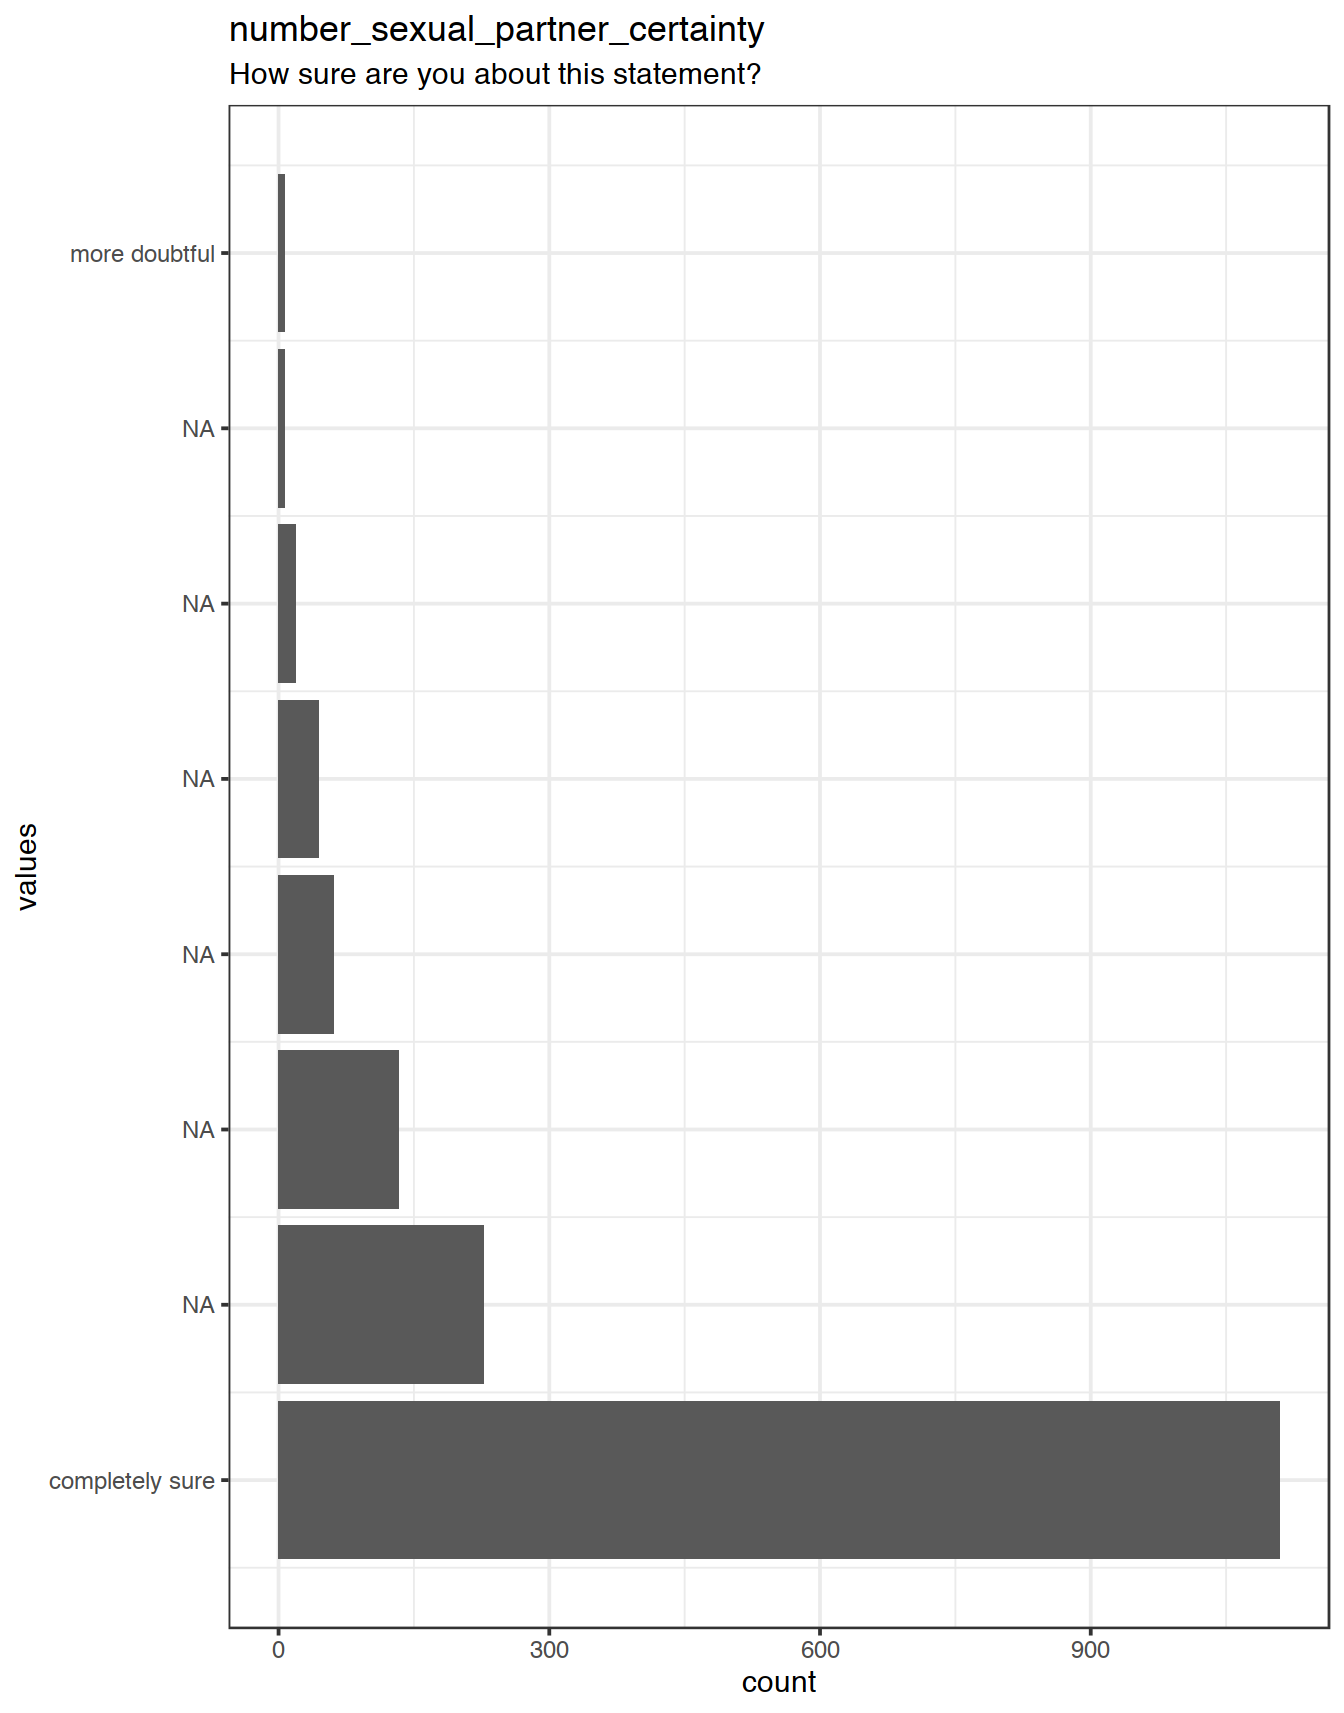 number_sexual_partner_certainty
How sure are you about this statement?
more doubtful
NA
NA
NA
NA
NA
NA
completely sure
values
0 300 600 900
count